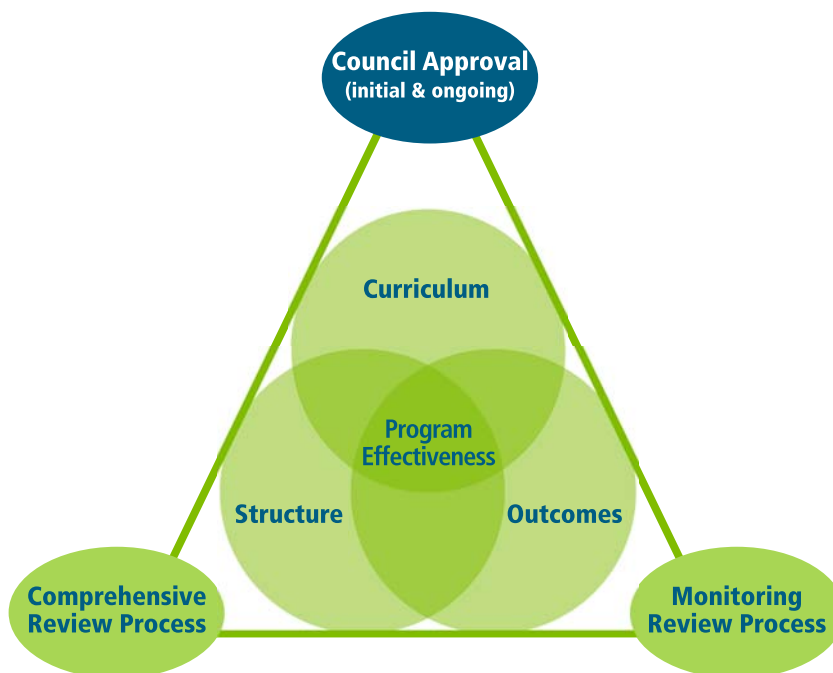 Council Approval
(initial & ongoing)
Curriculum
Program
Effectiveness
Structure
Outcomes
Comprehensive
Review Process
Monitoring
Review Process